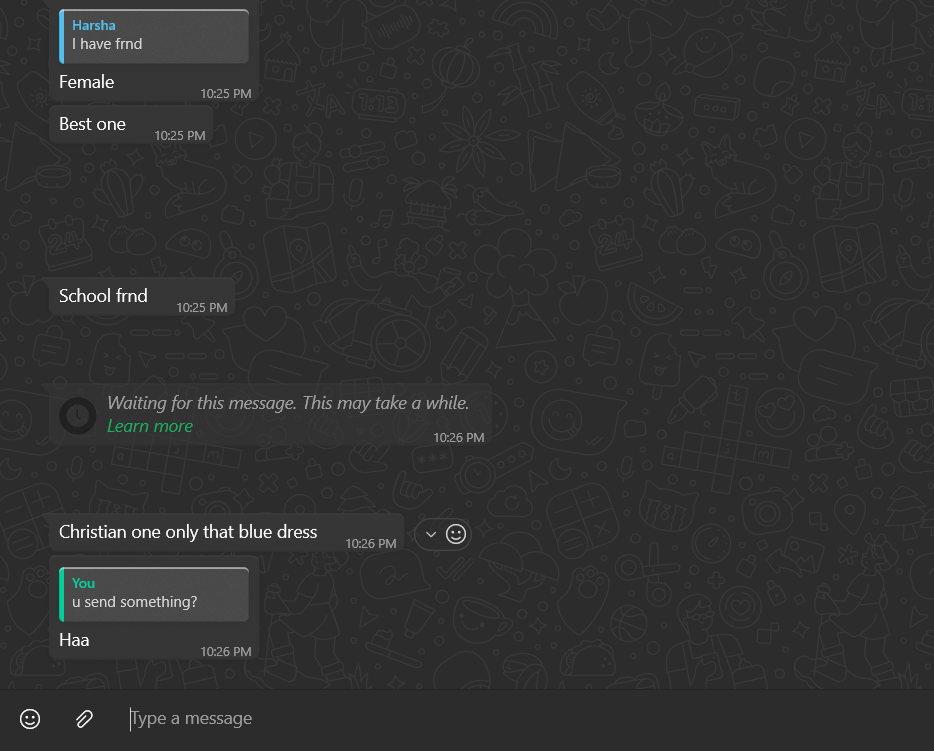 Harsha
I have frnd
Female
10:25 PM
Best one
10:25 PM
School frnd
10:25 PM
Waiting for this message. This may take a while.
Learn more
10:26 PM
Christian one only that blue dress
10:26 PM
You
u send something?
Haa
10:26 PM
Type a message